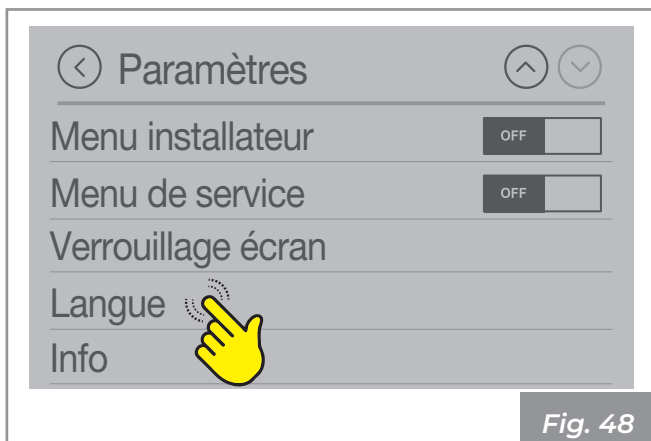 Paramètres
Menu installateur OFF
Menu de service OFF
Verrouillage écran
Langue
Info
Fig. 48